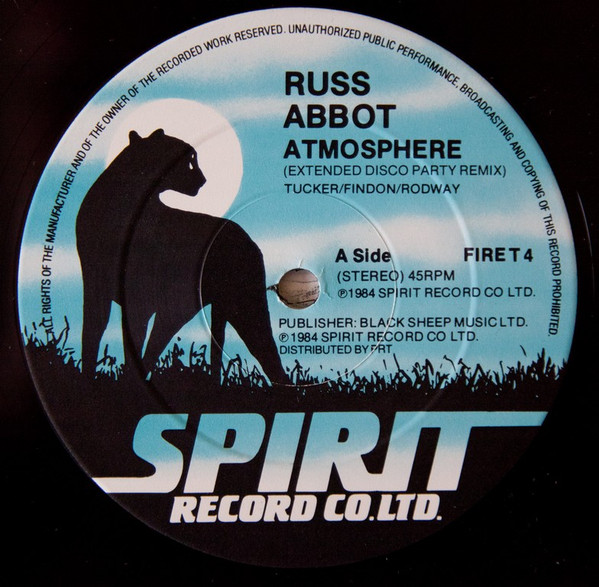 ALL RIGHTS OF THE MANUFACTURER AND OF THE OWNER OF THE RECORDED WORK RESERVED. UNAUTHORIZED PUBLIC PERFORMANCE, BROADCASTING AND COPYING OF THIS RECORD PROHIBITED.
RUSS
ABBOT
ATMOSPHERE
(EXTENDED DISCO PARTY REMIX)
TUCKER/FINDON/RODWAY
A Side FIRE T 4
(STEREO) 45RPM
℗1984 SPIRIT RECORD CO LTD.
PUBLISHER: BLACK SHEEP MUSIC LTD.
℗1984 SPIRIT RECORD CO LTD.
DISTRIBUTED BY PRT
SPIRIT
RECORD CO.LTD.